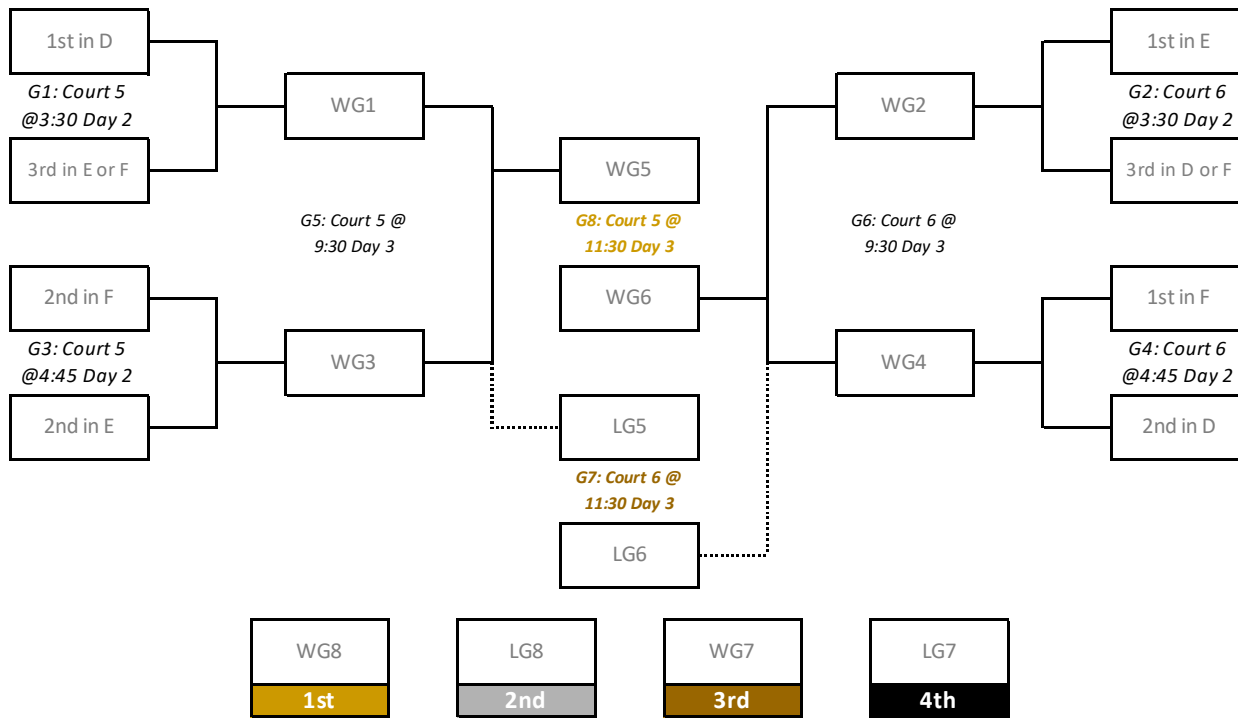 1st in D
G1: Court 5
@3:30 Day 2
3rd in E or F
WG1
G5: Court 5 @
9:30 Day 3
2nd in F
G3: Court 5
@4:45 Day 2
2nd in E
WG3
WG5
G8: Court 5 @
11:30 Day 3
WG6
LG5
G7: Court 6 @
11:30 Day 3
LG6
WG2
G6: Court 6 @
9:30 Day 3
WG4
1st in E
G2: Court 6
@3:30 Day 2
3rd in D or F
1st in F
G4: Court 6
@4:45 Day 2
2nd in D
WG8
1st
LG8
2nd
WG7
3rd
LG7
4th